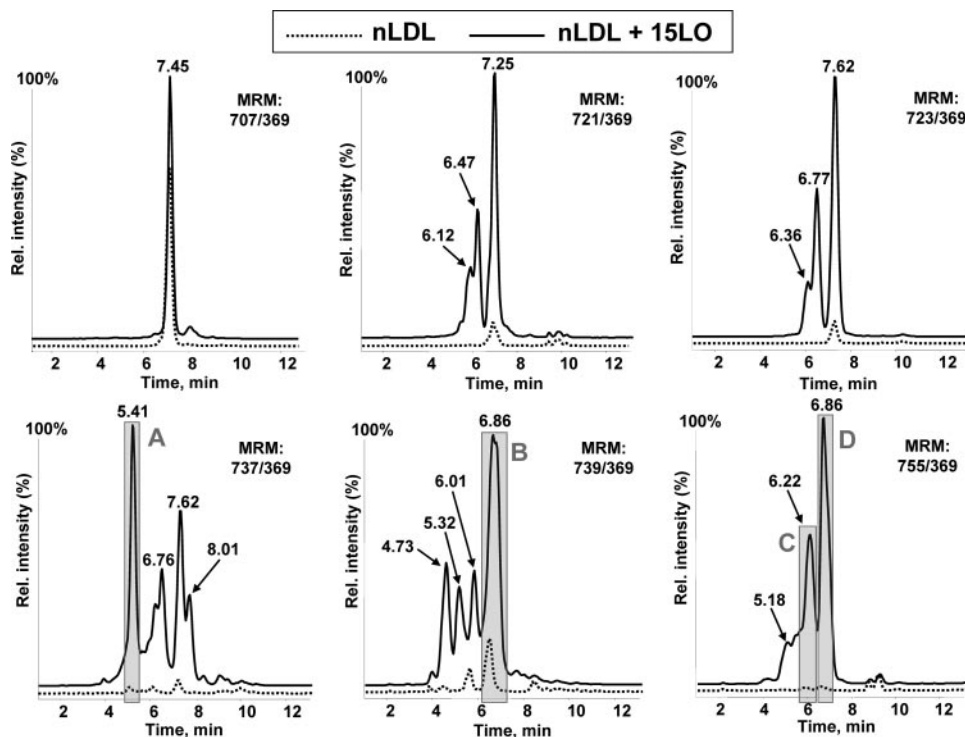 nLDL nLDL + 15LO
7.45
100%
MRM:
707/369
Rel. intensity (%)
2 4 6 8 10 12
Time, min
7.25
100%
MRM:
721/369
6.47
6.12
Rel. intensity (%)
2 4 6 8 10 12
Time, min
7.62
100%
MRM:
723/369
6.77
6.36
Rel. intensity (%)
2 4 6 8 10 12
Time, min
5.41
100%
A
MRM:
737/369
7.62
6.76
8.01
Rel. intensity (%)
2 4 6 8 10 12
Time, min
6.86
100%
B
MRM:
739/369
6.01
5.32
4.73
Rel. intensity (%)
2 4 6 8 10 12
Time, min
6.86
100%
D
MRM:
755/369
6.22
C
5.18
Rel. intensity (%)
2 4 6 8 10 12
Time, min